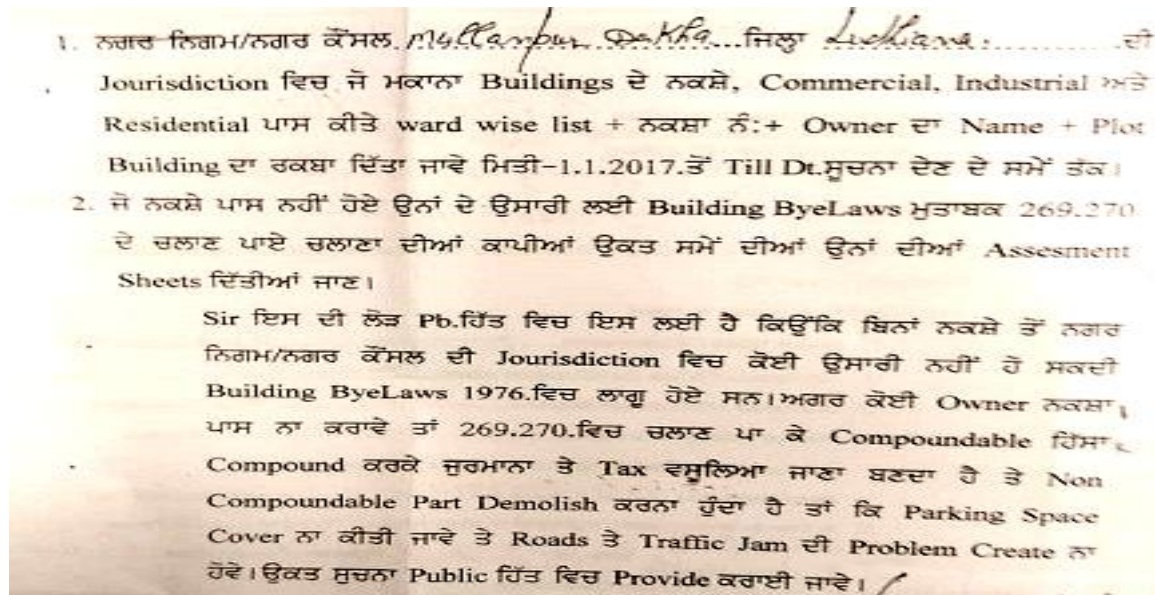 1. ਨਗਰ ਨਿਗਮ/ਨਗਰ ਕੌਂਸਲ. Mullanpur Dakha...ਜਿਲ੍ਹਾ Ludhiana............ਦੀ
Jourisdiction ਵਿਚ ਜੋ ਮਕਾਨਾ Buildings ਦੇ ਨਕਸ਼ੇ, Commercial, Industrial ਅਤੇ
Residential ਪਾਸ ਕੀਤੇ ward wise list + ਨਕਸ਼ਾ ਨੰ:+ Owner ਦਾ Name + Plot
Building ਦਾ ਰਕਬਾ ਦਿੱਤਾ ਜਾਵੇ ਮਿਤੀ-1.1.2017.ਤੋਂ Till Dt.ਸੂਚਨਾ ਦੇਣ ਦੇ ਸਮੇਂ ਤੱਕ।
2. ਜੋ ਨਕਸ਼ੇ ਪਾਸ ਨਹੀਂ ਹੋਏ ਉਨਾਂ ਦੇ ਉਸਾਰੀ ਲਈ Building ByeLaws ਮੁਤਾਬਕ 269.270
ਦੇ ਚਲਾਣ ਪਾਏ ਚਲਾਣਾ ਦੀਆਂ ਕਾਪੀਆਂ ਉਕਤ ਸਮੇਂ ਦੀਆਂ ਉਨਾਂ ਦੀਆਂ Assesment
Sheets ਦਿੱਤੀਆਂ ਜਾਣ।
Sir ਇਸ ਦੀ ਲੋੜ Pb.ਹਿੱਤ ਵਿਚ ਇਸ ਲਈ ਹੈ ਕਿਉਂਕਿ ਬਿਨਾਂ ਨਕਸ਼ੇ ਤੋਂ ਨਗਰ
ਨਿਗਮ/ਨਗਰ ਕੌਂਸਲ ਦੀ Jourisdiction ਵਿਚ ਕੋਈ ਉਸਾਰੀ ਨਹੀਂ ਹੋ ਸਕਦੀ
Building ByeLaws 1976.ਵਿਚ ਲਾਗੂ ਹੋਏ ਸਨ।ਅਗਰ ਕੋਈ Owner ਨਕਸ਼ਾ
ਪਾਸ ਨਾ ਕਰਾਵੇ ਤਾਂ 269.270.ਵਿਚ ਚਲਾਣ ਪਾ ਕੇ Compoundable ਹਿੱਸਾ
Compound ਕਰਕੇ ਜੁਰਮਾਨਾ ਤੇ Tax ਵਸੂਲਿਆ ਜਾਣਾ ਬਣਦਾ ਹੈ ਤੇ Non
Compoundable Part Demolish ਕਰਨਾ ਹੁੰਦਾ ਹੈ ਤਾਂ ਕਿ Parking Space
Cover ਨਾ ਕੀਤੀ ਜਾਵੇ ਤੇ Roads ਤੇ Traffic Jam ਦੀ Problem Create ਨਾ
ਹੋਵੇ।ਉਕਤ ਸੁਚਨਾ Public ਹਿੱਤ ਵਿਚ Provide ਕਰਾਈ ਜਾਵੇ।